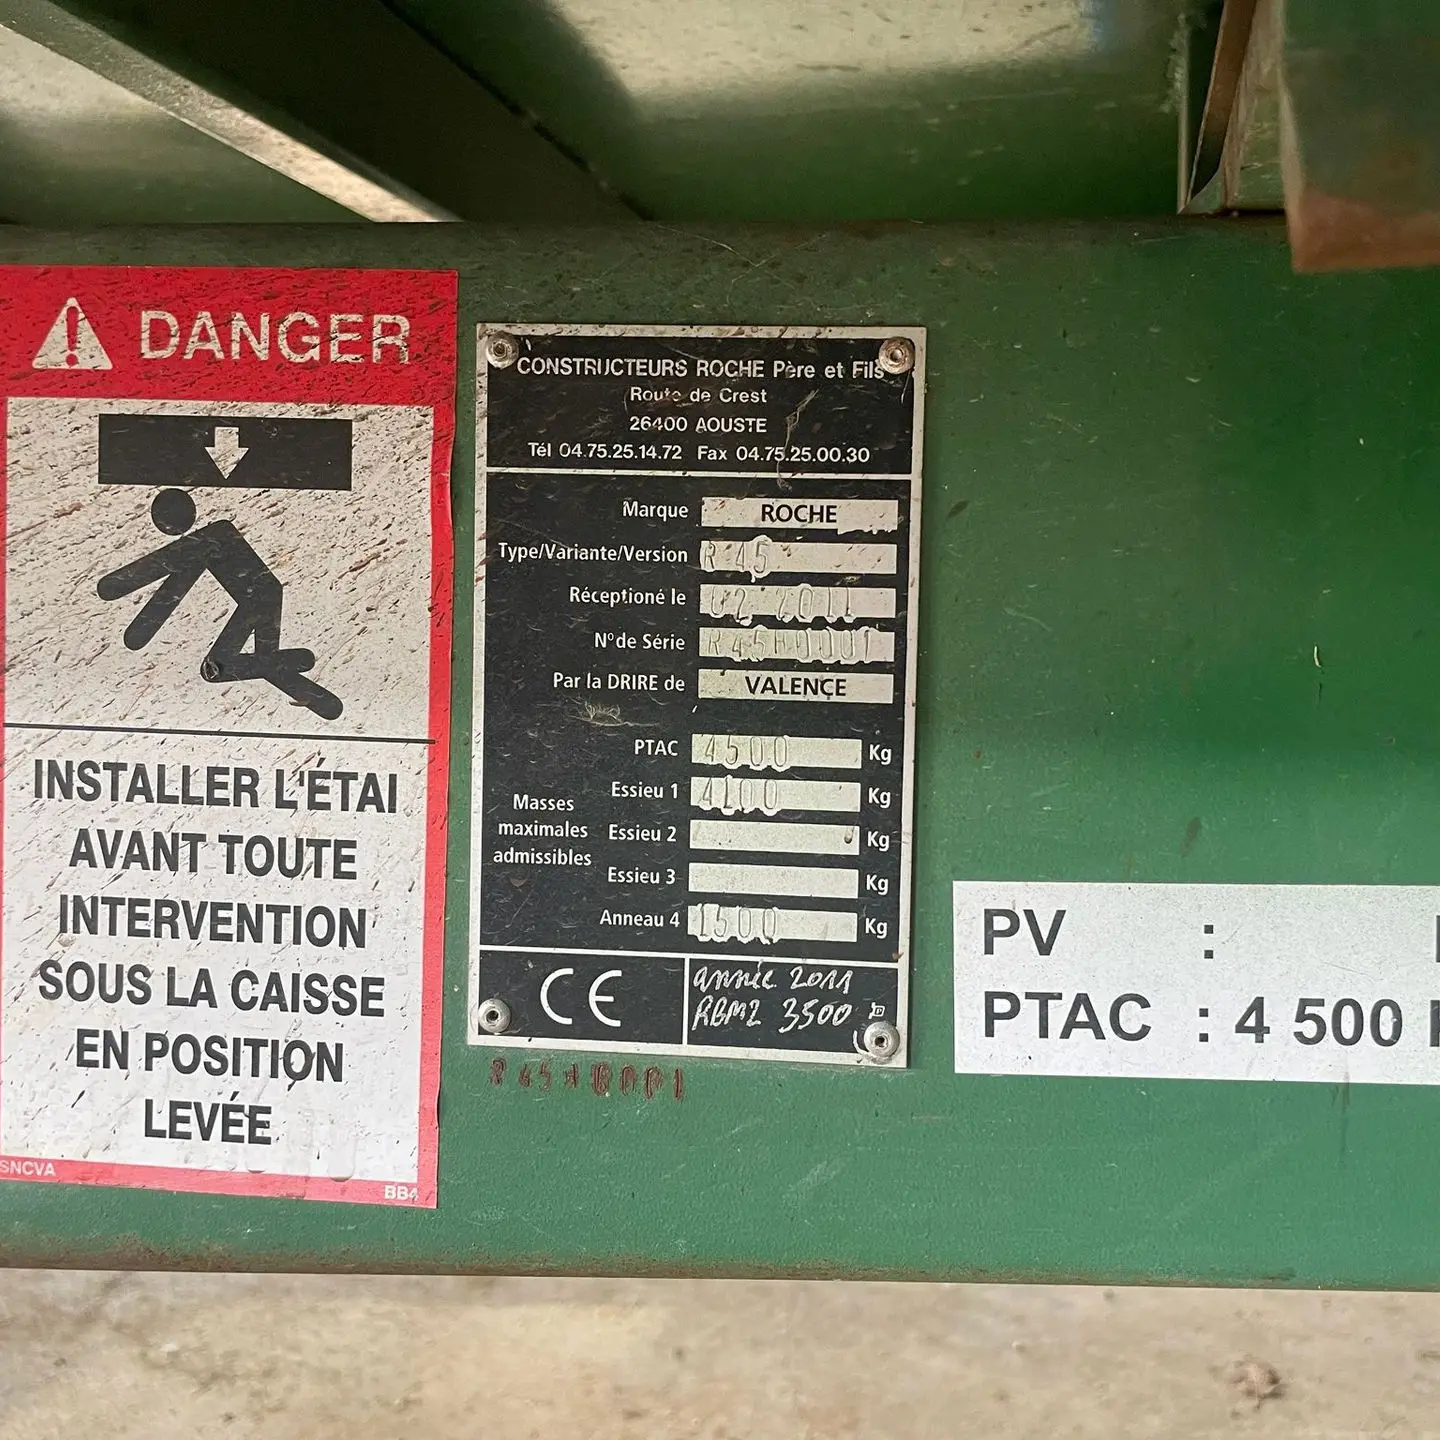 DANGER
INSTALLER L'ÉTAI
AVANT TOUTE
INTERVENTION
SOUS LA CAISSE
EN POSITION
LEVÉE
SNCVA
BB4
CONSTRUCTEURS ROCHE Père et Fils
Route de Crest
26400 AOUSTE
Tél 04.75.25.14.72 Fax 04.75.25.00.30
Marque ROCHE
Type/Variante/Version R 45
Réceptionné le 02 2011
N° de Série R45H0001
Par la DRIRE de VALENCE
PTAC 4500 Kg
Masses maximales admissibles
Essieu 1 4100 Kg
Essieu 2 Kg
Essieu 3 Kg
Anneau 4 1500 Kg
CE
année 2011
RBM2 3500
PV :
PTAC : 4 500